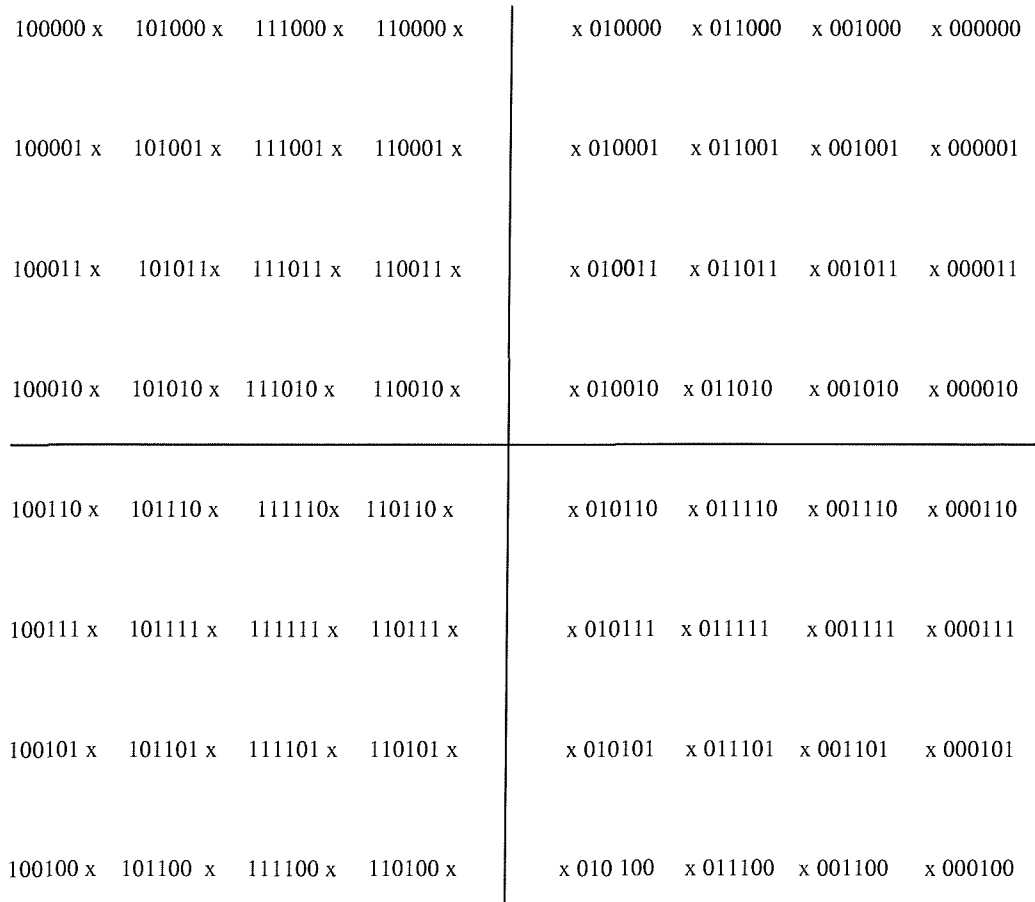 100000 x 101000 x 111000 x 110000 x x 010000 x 011000 x 001000 x 000000
100001 x 101001 x 111001 x 110001 x x 010001 x 011001 x 001001 x 000001
100011 x 101011x 111011 x 110011 x x 010011 x 011011 x 001011 x 000011
100010 x 101010 x 111010 x 110010 x x 010010 x 011010 x 001010 x 000010
100110 x 101110 x 111110x 110110 x x 010110 x 011110 x 001110 x 000110
100111 x 101111 x 111111 x 110111 x x 010111 x 011111 x 001111 x 000111
100101 x 101101 x 111101 x 110101 x x 010101 x 011101 x 001101 x 000101
100100 x 101100 x 111100 x 110100 x x 010 100 x 011100 x 001100 x 000100